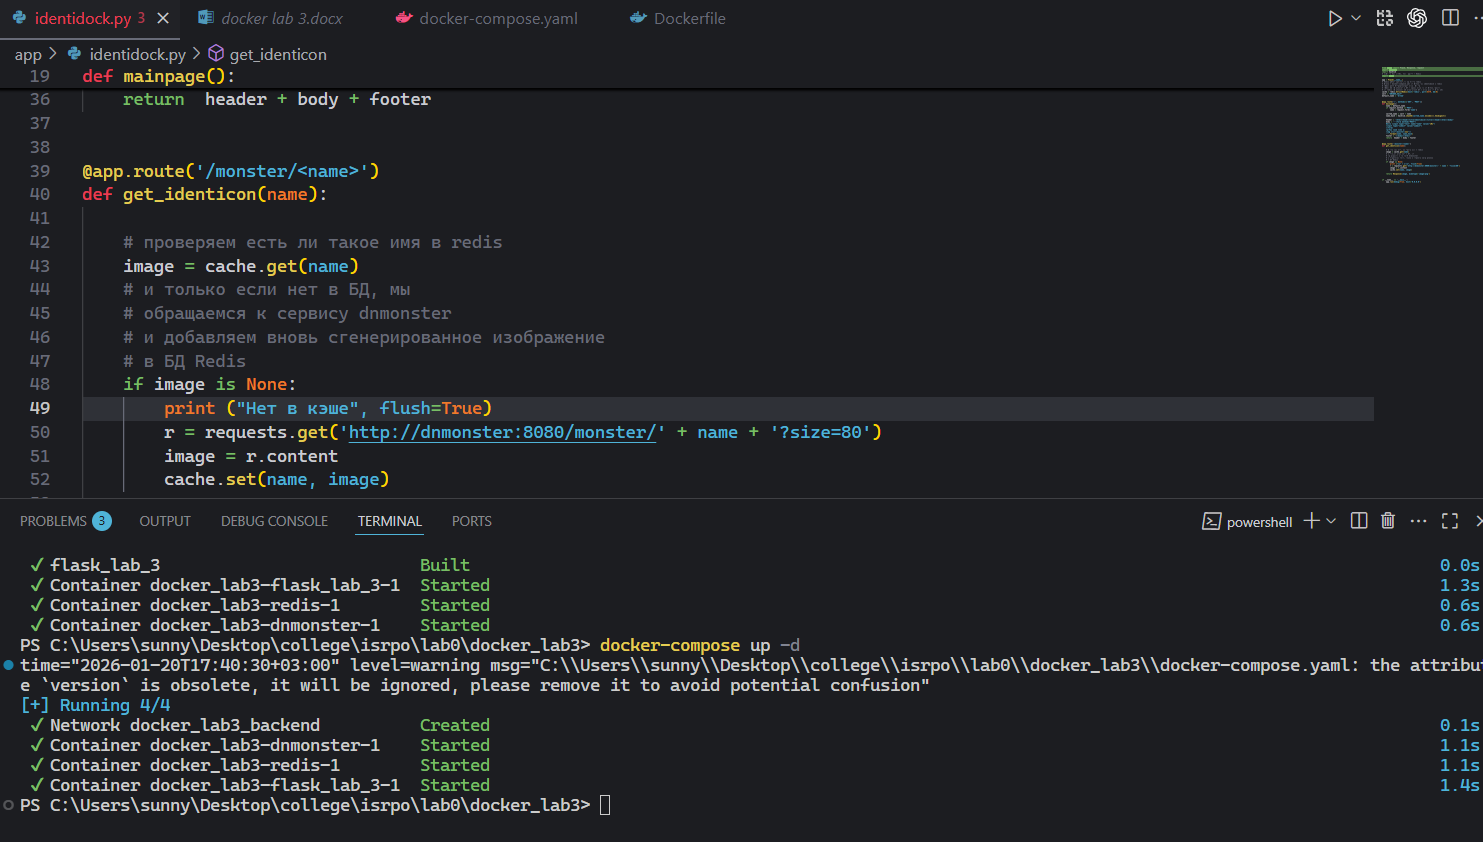 identidock.py 3 × docker lab 3.docx docker-compose.yaml Dockerfile
app > identidock.py > get_identicon
19 def mainpage():
36 return  header + body + footer
37
38
39 @app.route('/monster/<name>')
40 def get_identicon(name):
41
42 # проверяем есть ли такое имя в redis
43 image = cache.get(name)
44 # и только если нет в БД, мы
45 # обращаемся к сервису dnmonster
46 # и добавляем вновь сгенерированное изображение
47 # в БД Redis
48 if image is None:
49 print ("Нет в кэше", flush=True)
50 r = requests.get('http://dnmonster:8080/monster/' + name + '?size=80')
51 image = r.content
52 cache.set(name, image)
PROBLEMS 3 OUTPUT DEBUG CONSOLE TERMINAL PORTS powershell
✓ flask_lab_3 Built 0.0s
✓ Container docker_lab3-flask_lab_3-1 Started 1.3s
✓ Container docker_lab3-redis-1 Started 0.6s
✓ Container docker_lab3-dnmonster-1 Started 0.6s
PS C:\Users\sunny\Desktop\college\isrpo\lab0\docker_lab3> docker-compose up -d
time="2026-01-20T17:40:30+03:00" level=warning msg="C:\\Users\\sunny\\Desktop\\college\\isrpo\\lab0\\docker_lab3\\docker-compose.yaml: the attribut
e `version` is obsolete, it will be ignored, please remove it to avoid potential confusion"
[+] Running 4/4
✓ Network docker_lab3_backend Created 0.1s
✓ Container docker_lab3-dnmonster-1 Started 1.1s
✓ Container docker_lab3-redis-1 Started 1.1s
✓ Container docker_lab3-flask_lab_3-1 Started 1.4s
PS C:\Users\sunny\Desktop\college\isrpo\lab0\docker_lab3>